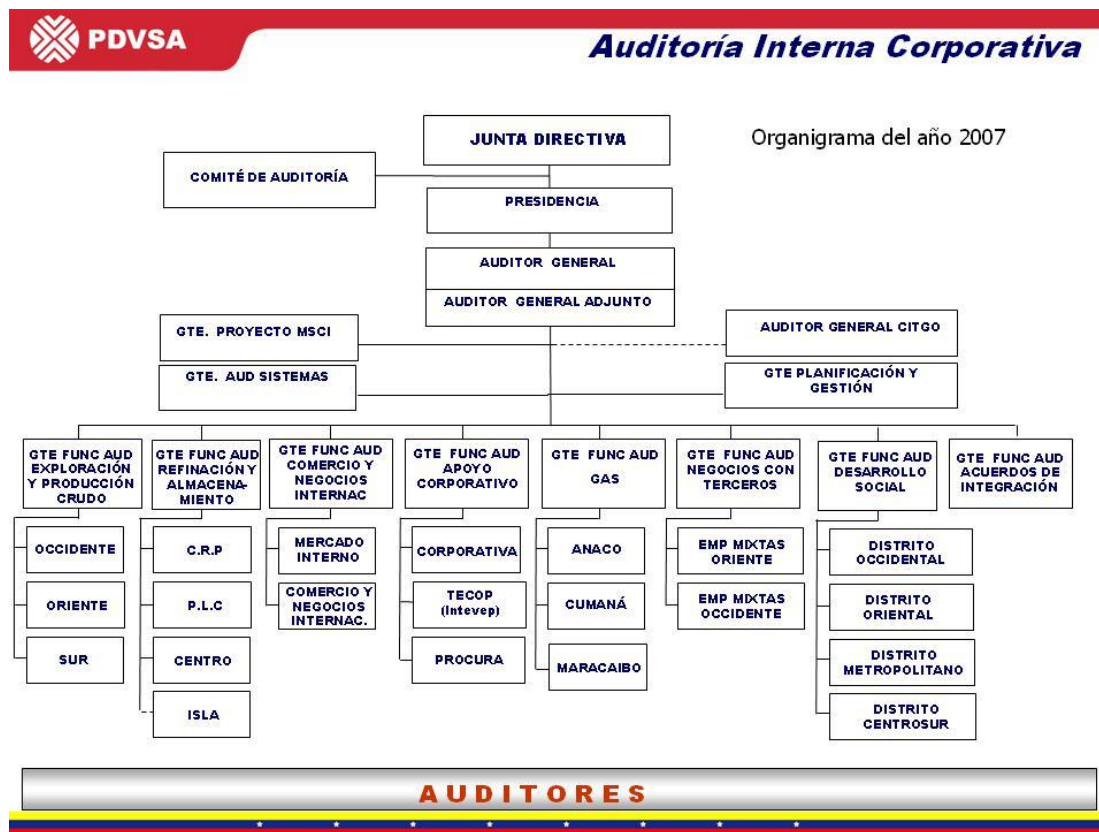 PDVSA
Auditoría Interna Corporativa
Organigrama del año 2007
JUNTA DIRECTIVA
COMITÉ DE AUDITORÍA
PRESIDENCIA
AUDITOR GENERAL
AUDITOR GENERAL ADJUNTO
GTE. PROYECTO MSCI
AUDITOR GENERAL CITGO
GTE. AUD SISTEMAS
GTE PLANIFICACIÓN Y
GESTIÓN
GTE FUNC AUD
EXPLORACIÓN
Y PRODUCCIÓN
CRUDO
OCCIDENTE
ORIENTE
SUR
GTE FUNC AUD
REFINACIÓN Y
ALMACENA-
MIENTO
C.R.P
P.L.C
CENTRO
ISLA
GTE FUNC AUD
COMERCIO Y
NEGOCIOS
INTERNAC
MERCADO
INTERNO
COMERCIO Y
NEGOCIOS
INTERNAC.
GTE FUNC AUD
APOYO
CORPORATIVO
CORPORATIVA
TECOP
(Intevep)
PROCURA
GTE FUNC AUD
GAS
ANACO
CUMANÁ
MARACAIBO
GTE FUNC AUD
NEGOCIOS CON
TERCEROS
EMP MIXTAS
ORIENTE
EMP MIXTAS
OCCIDENTE
GTE FUNC AUD
DESARROLLO
SOCIAL
DISTRITO
OCCIDENTAL
DISTRITO
ORIENTAL
DISTRITO
METROPOLITANO
DISTRITO
CENTROSUR
GTE FUNC AUD
ACUERDOS DE
INTEGRACIÓN
AUDITORES